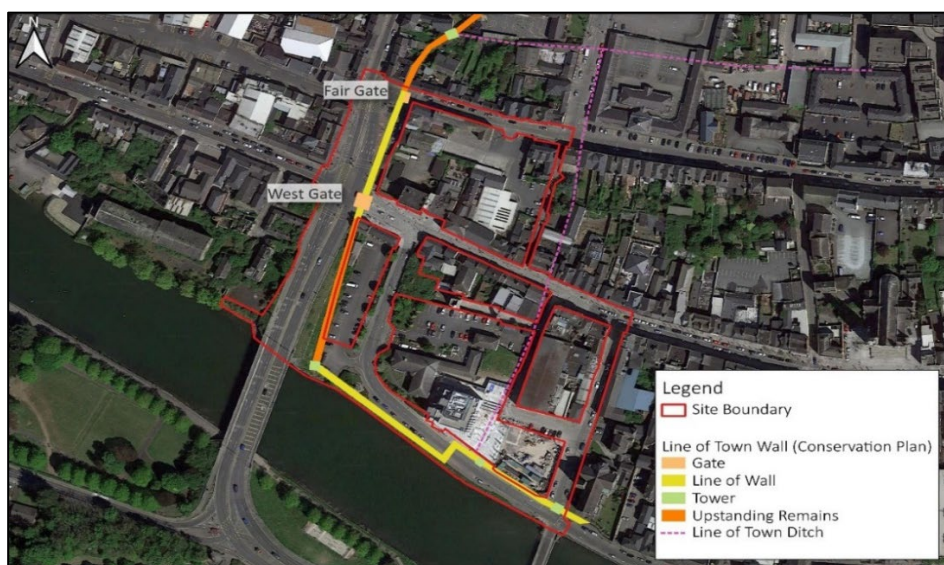 N
Fair Gate
West Gate
Legend
Site Boundary
Line of Town Wall (Conservation Plan)
Gate
Line of Wall
Tower
Upstanding Remains
Line of Town Ditch